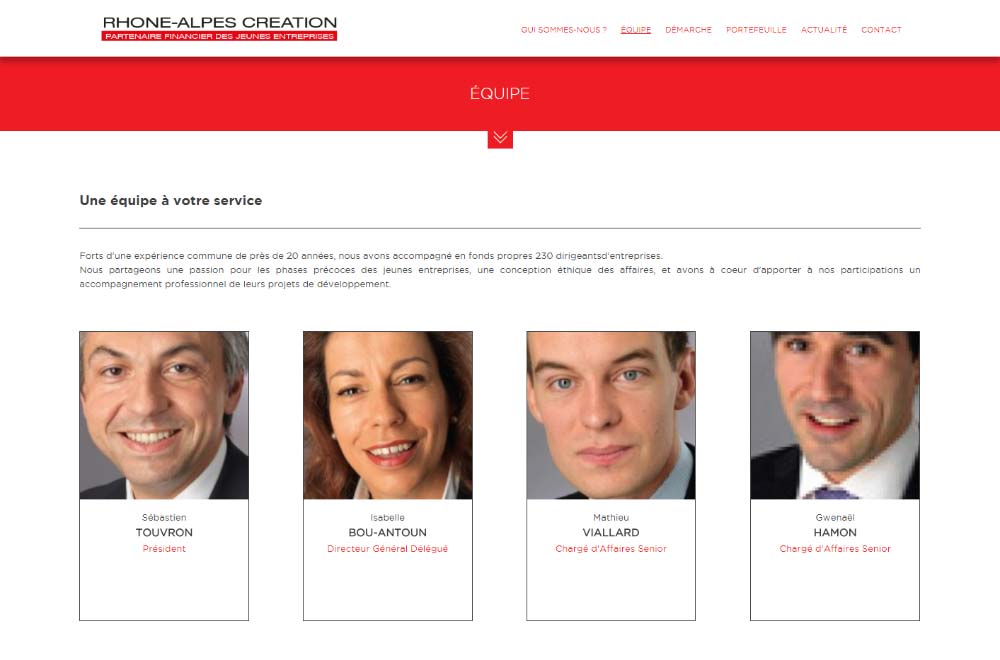 RHONE-ALPES CREATION
PARTENAIRE FINANCIER DES JEUNES ENTREPRISES
QUI SOMMES-NOUS ? ÉQUIPE DÉMARCHE PORTEFEUILLE ACTUALITÉ CONTACT
ÉQUIPE
Une équipe à votre service
Forts d'une expérience commune de près de 20 années, nous avons accompagné en fonds propres 230 dirigeantsd'entreprises.
Nous partageons une passion pour les phases précoces des jeunes entreprises, une conception éthique des affaires, et avons à coeur d'apporter à nos participations un
accompagnement professionnel de leurs projets de développement.
Sébastien
TOUVRON
Président
Isabelle
BOU-ANTOUN
Directeur Général Délégué
Mathieu
VIALLARD
Chargé d'Affaires Senior
Gwenaël
HAMON
Chargé d'Affaires Senior